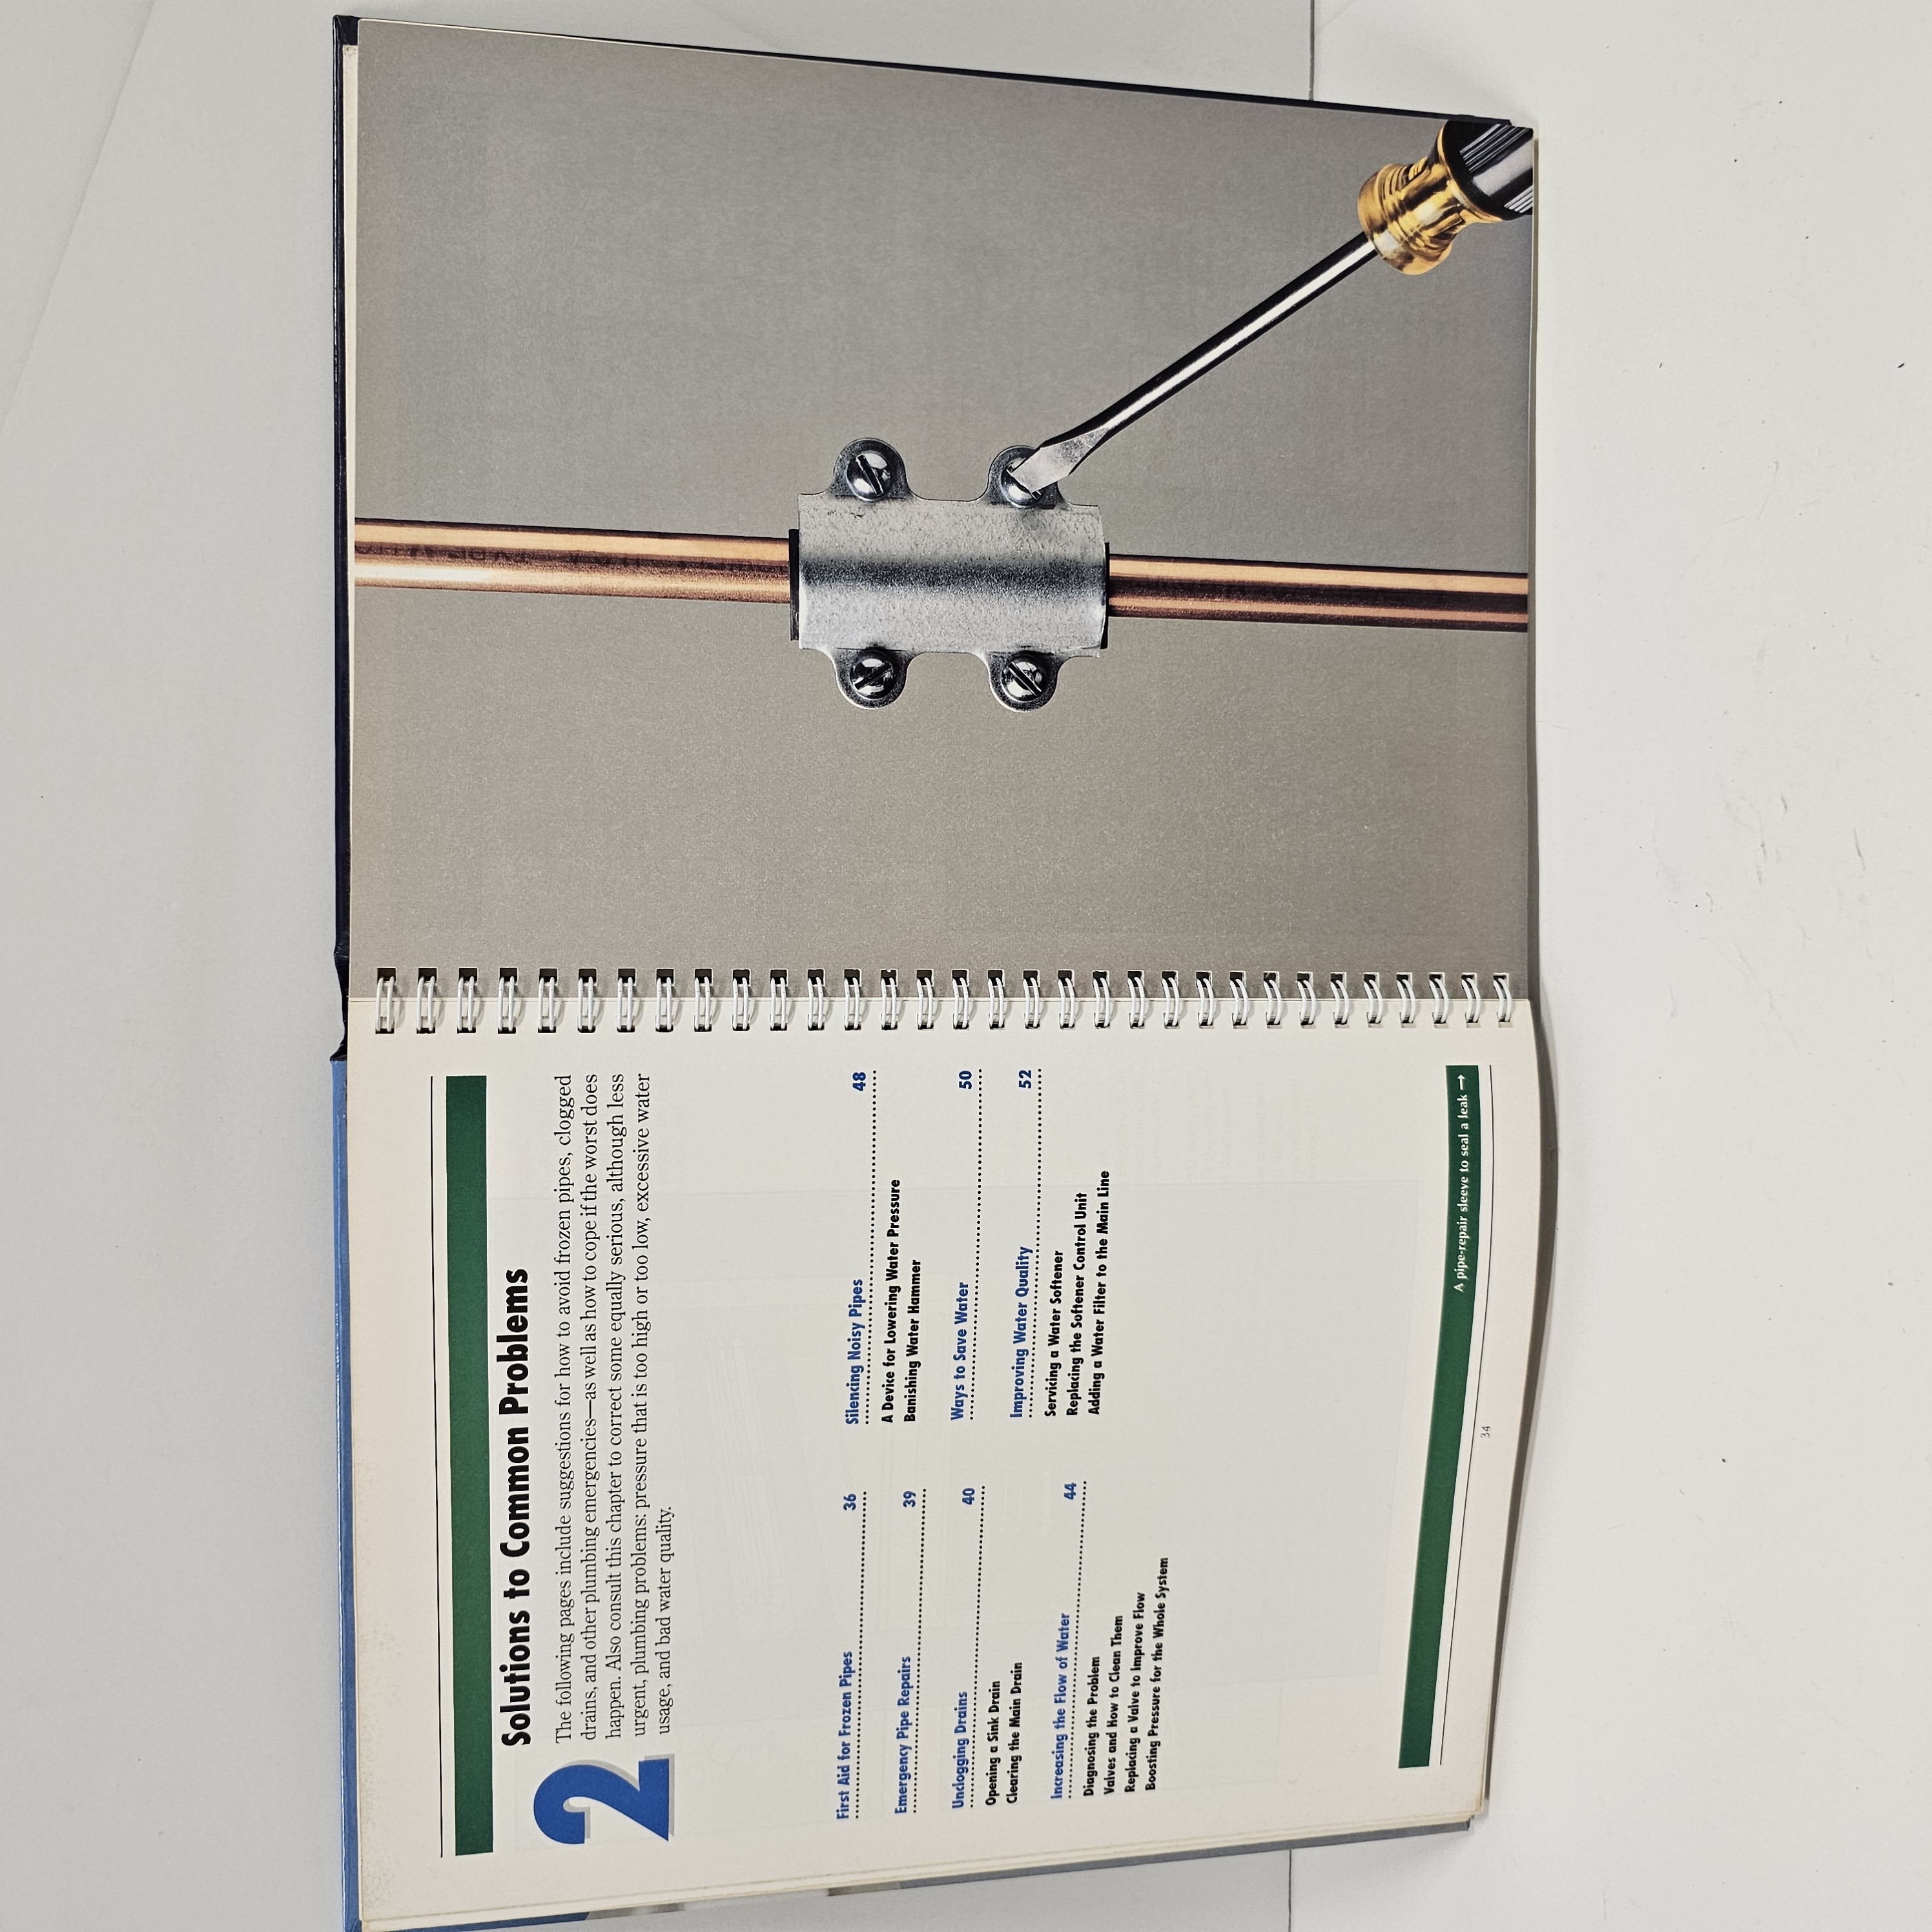 Solutions to Common Problems
2
The following pages include suggestions for how to avoid frozen pipes, clogged
drains, and other plumbing emergencies—as well as how to cope if the worst does
happen. Also consult this chapter to correct some equally serious, although less
urgent, plumbing problems: pressure that is too high or too low, excessive water
usage, and bad water quality.
First Aid for Frozen Pipes 36
Emergency Pipe Repairs 39
Unclogging Drains 40
Opening a Sink Drain
Clearing the Main Drain
Increasing the Flow of Water 44
Diagnosing the Problem
Valves and How to Clean Them
Replacing a Valve to Improve Flow
Boosting Pressure for the Whole System
Silencing Noisy Pipes 48
A Device for Lowering Water Pressure
Banishing Water Hammer
Ways to Save Water 50
Improving Water Quality 52
Servicing a Water Softener
Replacing the Softener Control Unit
Adding a Water Filter to the Main Line
A pipe-repair sleeve to seal a leak →
34